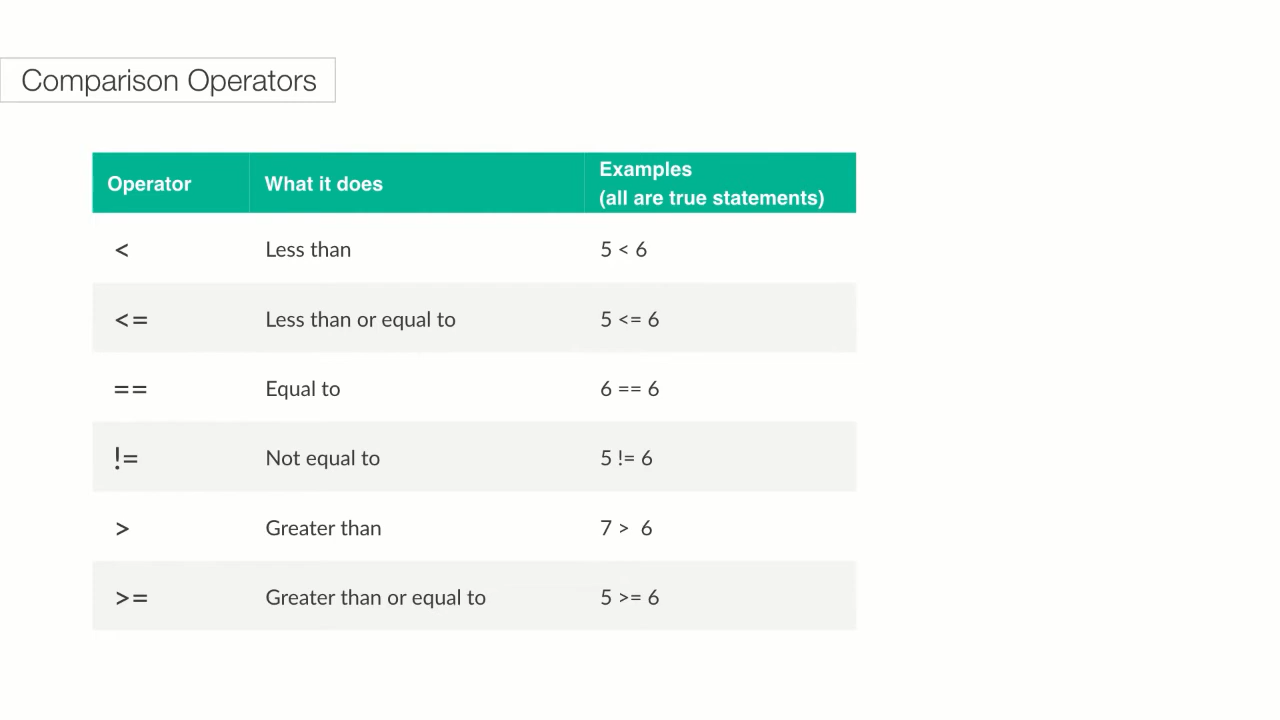 Comparison Operators
Operator What it does Examples
(all are true statements)
< Less than 5 < 6
<= Less than or equal to 5 <= 6
== Equal to 6 == 6
!= Not equal to 5 != 6
> Greater than 7 > 6
>= Greater than or equal to 5 >= 6